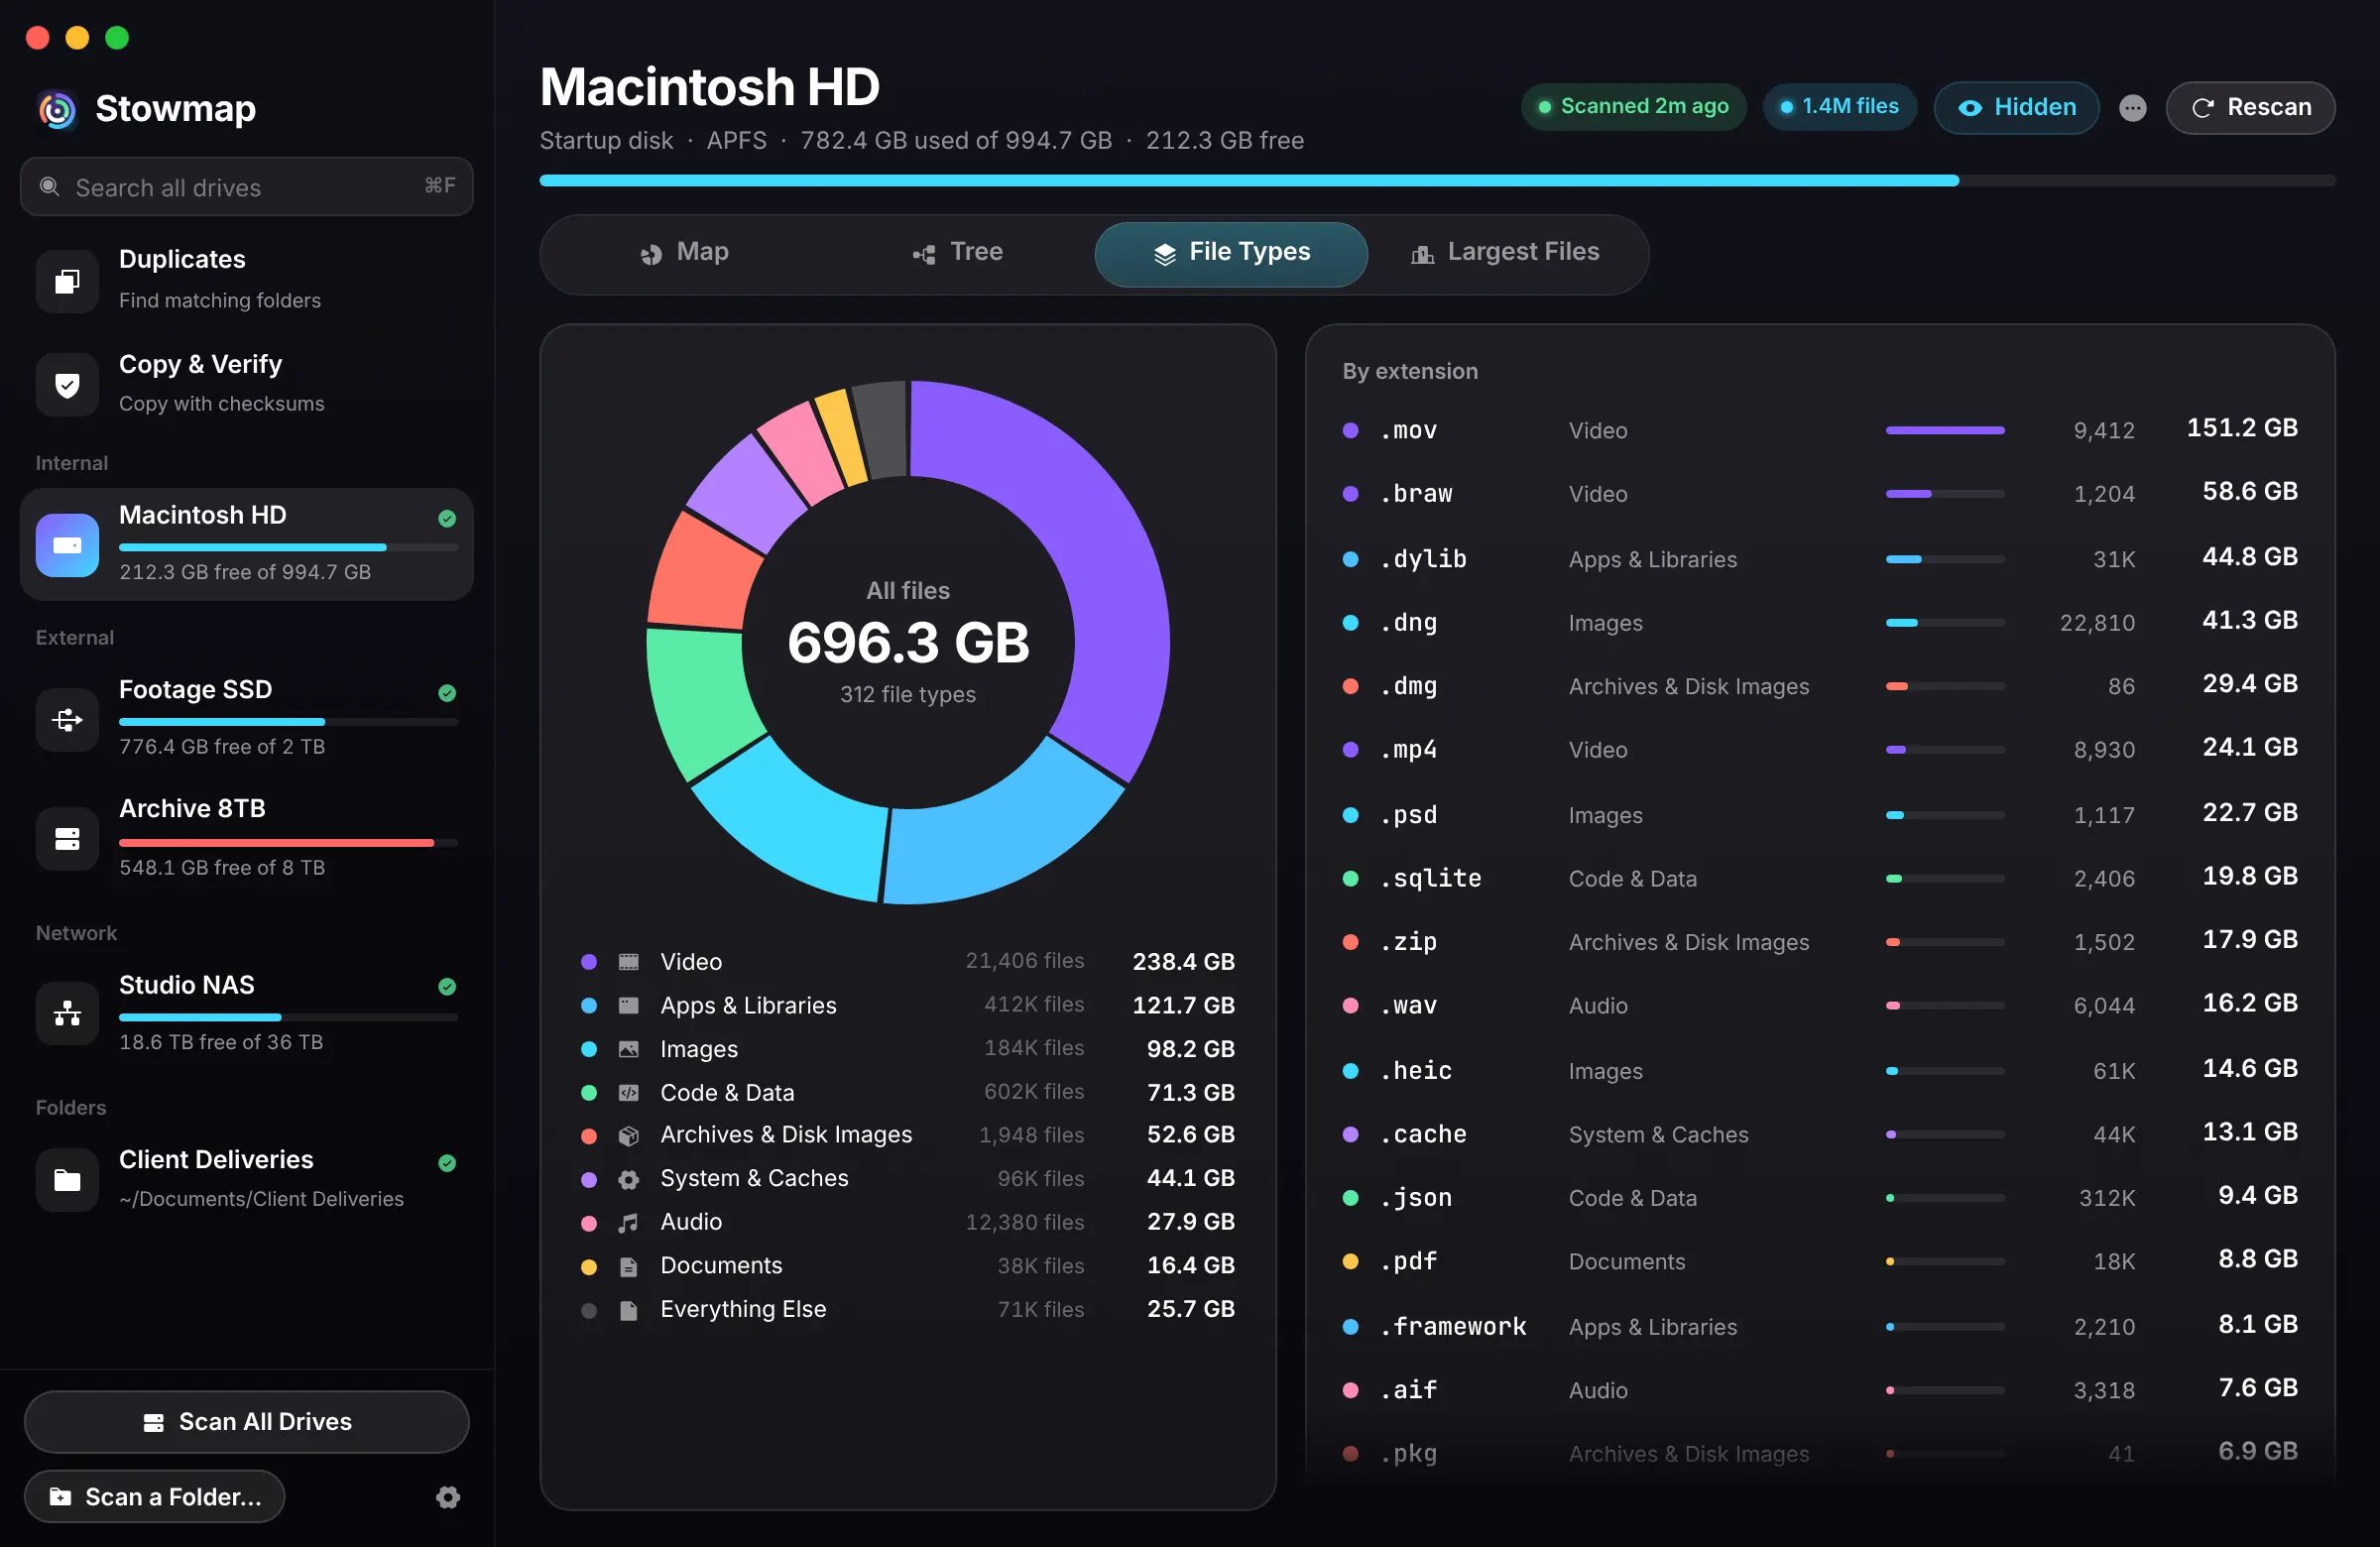 Stowmap
Search all drives ⌘F
Duplicates
Find matching folders
Copy & Verify
Copy with checksums
Internal
Macintosh HD
212.3 GB free of 994.7 GB
External
Footage SSD
776.4 GB free of 2 TB
Archive 8TB
548.1 GB free of 8 TB
Network
Studio NAS
18.6 TB free of 36 TB
Folders
Client Deliveries
~/Documents/Client Deliveries
Scan All Drives
Scan a Folder...
Macintosh HD
Startup disk · APFS · 782.4 GB used of 994.7 GB · 212.3 GB free
Scanned 2m ago
1.4M files
Hidden
Rescan
Map
Tree
File Types
Largest Files
All files
696.3 GB
312 file types
Video 21,406 files 238.4 GB
Apps & Libraries 412K files 121.7 GB
Images 184K files 98.2 GB
Code & Data 602K files 71.3 GB
Archives & Disk Images 1,948 files 52.6 GB
System & Caches 96K files 44.1 GB
Audio 12,380 files 27.9 GB
Documents 38K files 16.4 GB
Everything Else 71K files 25.7 GB
By extension
.mov Video 9,412 151.2 GB
.braw Video 1,204 58.6 GB
.dylib Apps & Libraries 31K 44.8 GB
.dng Images 22,810 41.3 GB
.dmg Archives & Disk Images 86 29.4 GB
.mp4 Video 8,930 24.1 GB
.psd Images 1,117 22.7 GB
.sqlite Code & Data 2,406 19.8 GB
.zip Archives & Disk Images 1,502 17.9 GB
.wav Audio 6,044 16.2 GB
.heic Images 61K 14.6 GB
.cache System & Caches 44K 13.1 GB
.json Code & Data 312K 9.4 GB
.pdf Documents 18K 8.8 GB
.framework Apps & Libraries 2,210 8.1 GB
.aif Audio 3,318 7.6 GB
.pkg Archives & Disk Images 41 6.9 GB